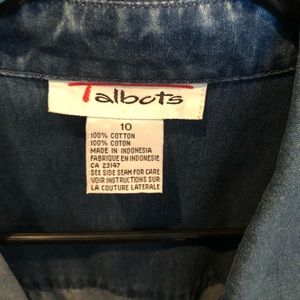 Talbots
10
100% COTTON
100% COTON
MADE IN INDONESIA
FABRIQUE EN INDONESIE
CA 23197
SEE SIDE SEAM FOR CARE
VOIR INSTRUCTIONS SUR
LA COUTURE LATERALE